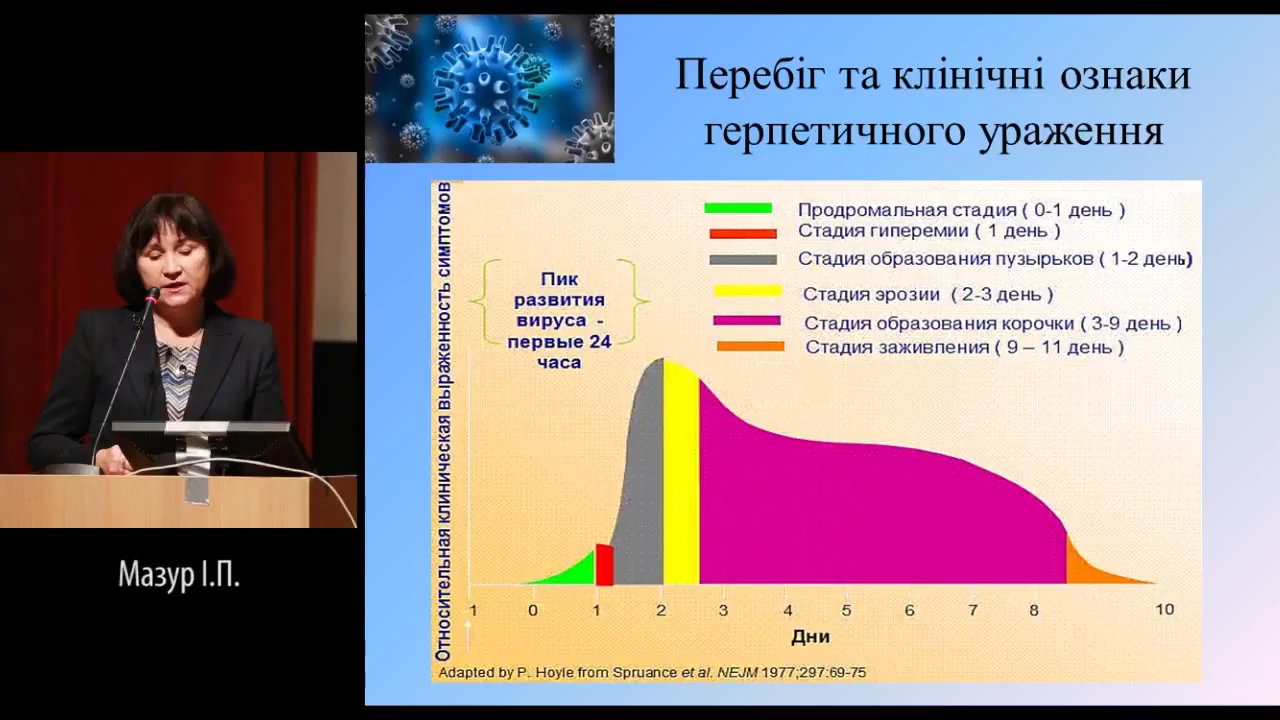 Перебіг та клінічні ознаки
герпетичного ураження
Относительная клиническая выраженность симптомов
Продромальная стадия ( 0-1 день )
Стадия гиперемии ( 1 день )
Стадия образования пузырьков ( 1-2 день)
Стадия эрозии ( 2-3 день )
Стадия образования корочки ( 3-9 день )
Стадия заживления ( 9 – 11 день )
Пик
развития
вируса -
первые 24
часа
1 0 1 2 3 4 5 6 7 8 10
Дни
Adapted by P. Hoyle from Spruance et al. NEJM 1977;297:69-75
Мазур І.П.